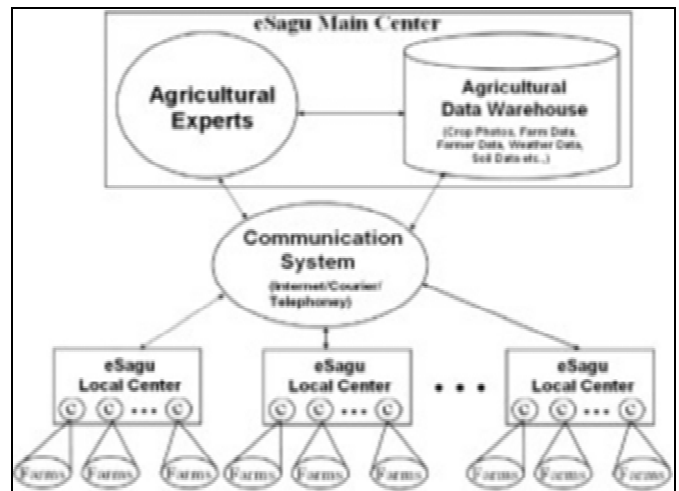 eSagu Main Center
Agricultural
Experts
Agricultural
Data Warehouse
(Crop Photos, Farm Data,
Farmer Data, Weather Data,
Soil Data etc..)
Communication
System
(Internet/Courier/
Telephoney)
eSagu
Local Center
C C ••• C
eSagu
Local Center
C C ••• C
• • •
eSagu
Local Center
C C ••• C
Farms Farms Farms
Farms Farms Farms
Farms Farms Farms